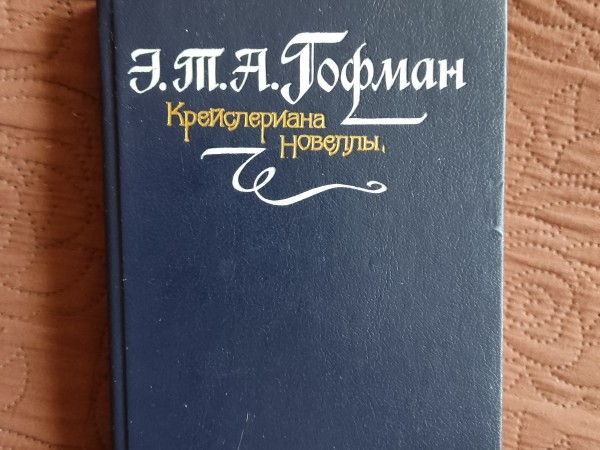 Э.Т.А.Гофман
Крейслериана
Новеллы.